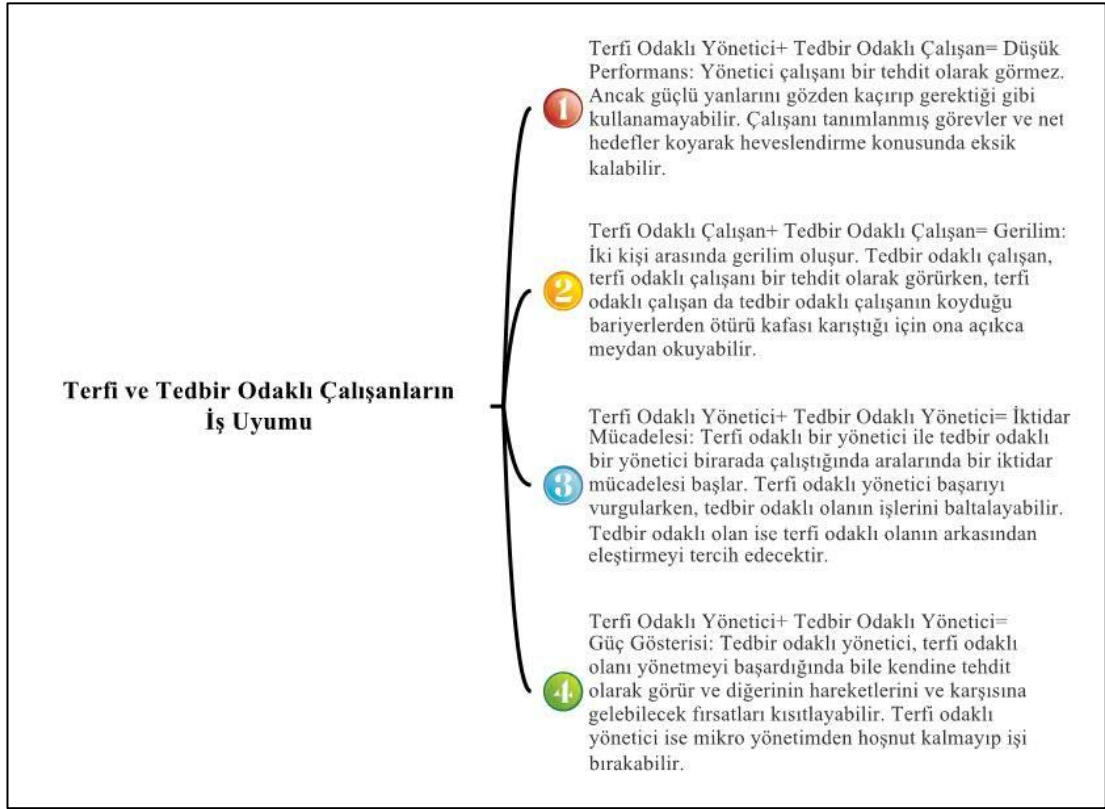 Terfi ve Tedbir Odaklı Çalışanların
İş Uyumu
1
Terfi Odaklı Yönetici+ Tedbir Odaklı Çalışan= Düşük
Performans: Yönetici çalışanı bir tehdit olarak görmez.
Ancak güçlü yanlarını gözden kaçırıp gerektiği gibi
kullanamayabilir. Çalışanı tanımlanmış görevler ve net
hedefler koyarak heveslendirme konusunda eksik
kalabilir.
2
Terfi Odaklı Çalışan+ Tedbir Odaklı Çalışan= Gerilim:
İki kişi arasında gerilim oluşur. Tedbir odaklı çalışan,
terfi odaklı çalışanı bir tehdit olarak görürken, terfi
odaklı çalışan da tedbir odaklı çalışanın koyduğu
bariyerlerden ötürü kafası karıştığı için ona açıkca
meydan okuyabilir.
3
Terfi Odaklı Yönetici+ Tedbir Odaklı Yönetici= İktidar
Mücadelesi: Terfi odaklı bir yönetici ile tedbir odaklı
bir yönetici birarada çalıştığında aralarında bir iktidar
mücadelesi başlar. Terfi odaklı yönetici başarıyı
vurgularken, tedbir odaklı olanın işlerini baltalayabilir.
Tedbir odaklı olan ise terfi odaklı olanın arkasından
eleştirmeyi tercih edecektir.
4
Terfi Odaklı Yönetici+ Tedbir Odaklı Yönetici=
Güç Gösterisi: Tedbir odaklı yönetici, terfi odaklı
olanı yönetmeyi başardığında bile kendine tehdit
olarak görür ve diğerinin hareketlerini ve karşısına
gelebilecek fırsatları kısıtlayabilir. Terfi odaklı
yönetici ise mikro yönetimden hoşnut kalmayıp işi
bırakabilir.